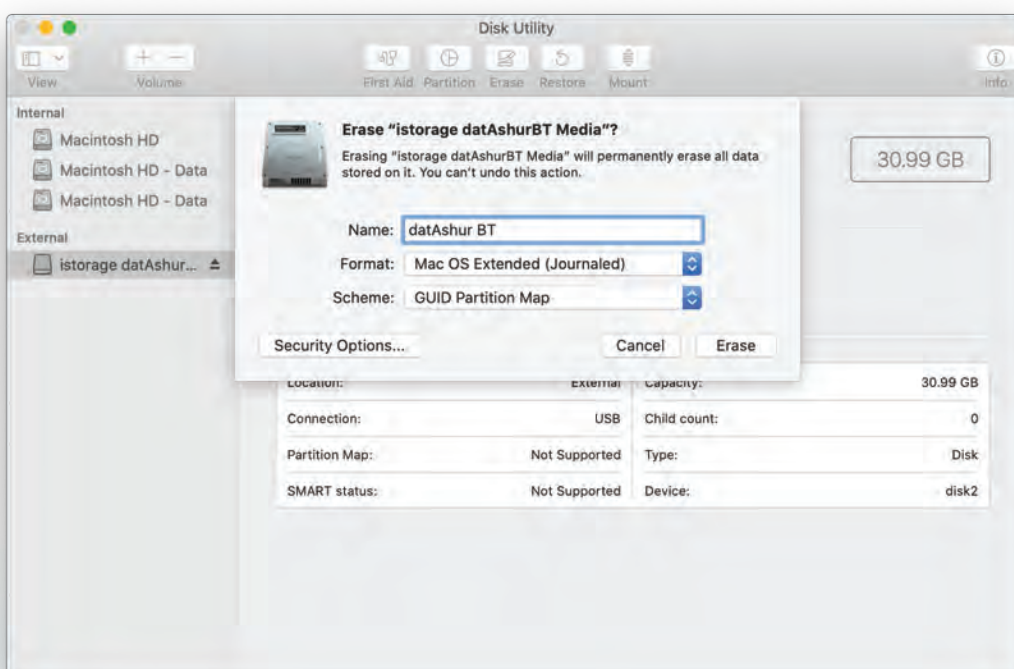 Disk Utility
View
Volume
First Aid
Partition
Erase
Restore
Mount
Info
Internal
Macintosh HD
Macintosh HD - Data
Macintosh HD - Data
External
istorage datAshur...
Erase “istorage datAshurBT Media”?
Erasing “istorage datAshurBT Media” will permanently erase all data
stored on it. You can’t undo this action.
30.99 GB
Name: datAshur BT
Format: Mac OS Extended (Journaled)
Scheme: GUID Partition Map
Security Options...
Cancel
Erase
Location: External
Capacity: 30.99 GB
Connection: USB
Child count: 0
Partition Map: Not Supported
Type: Disk
SMART status: Not Supported
Device: disk2